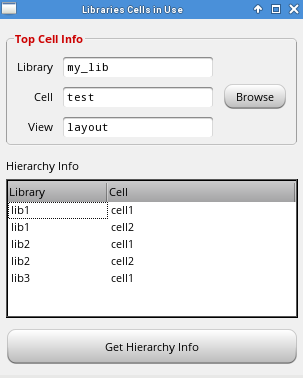 Libraries Cells in Use
Top Cell Info
Library my_lib
Cell test Browse
View layout
Hierarchy Info
Library Cell
lib1 cell1
lib1 cell2
lib2 cell1
lib2 cell2
lib3 cell1
Get Hierarchy Info